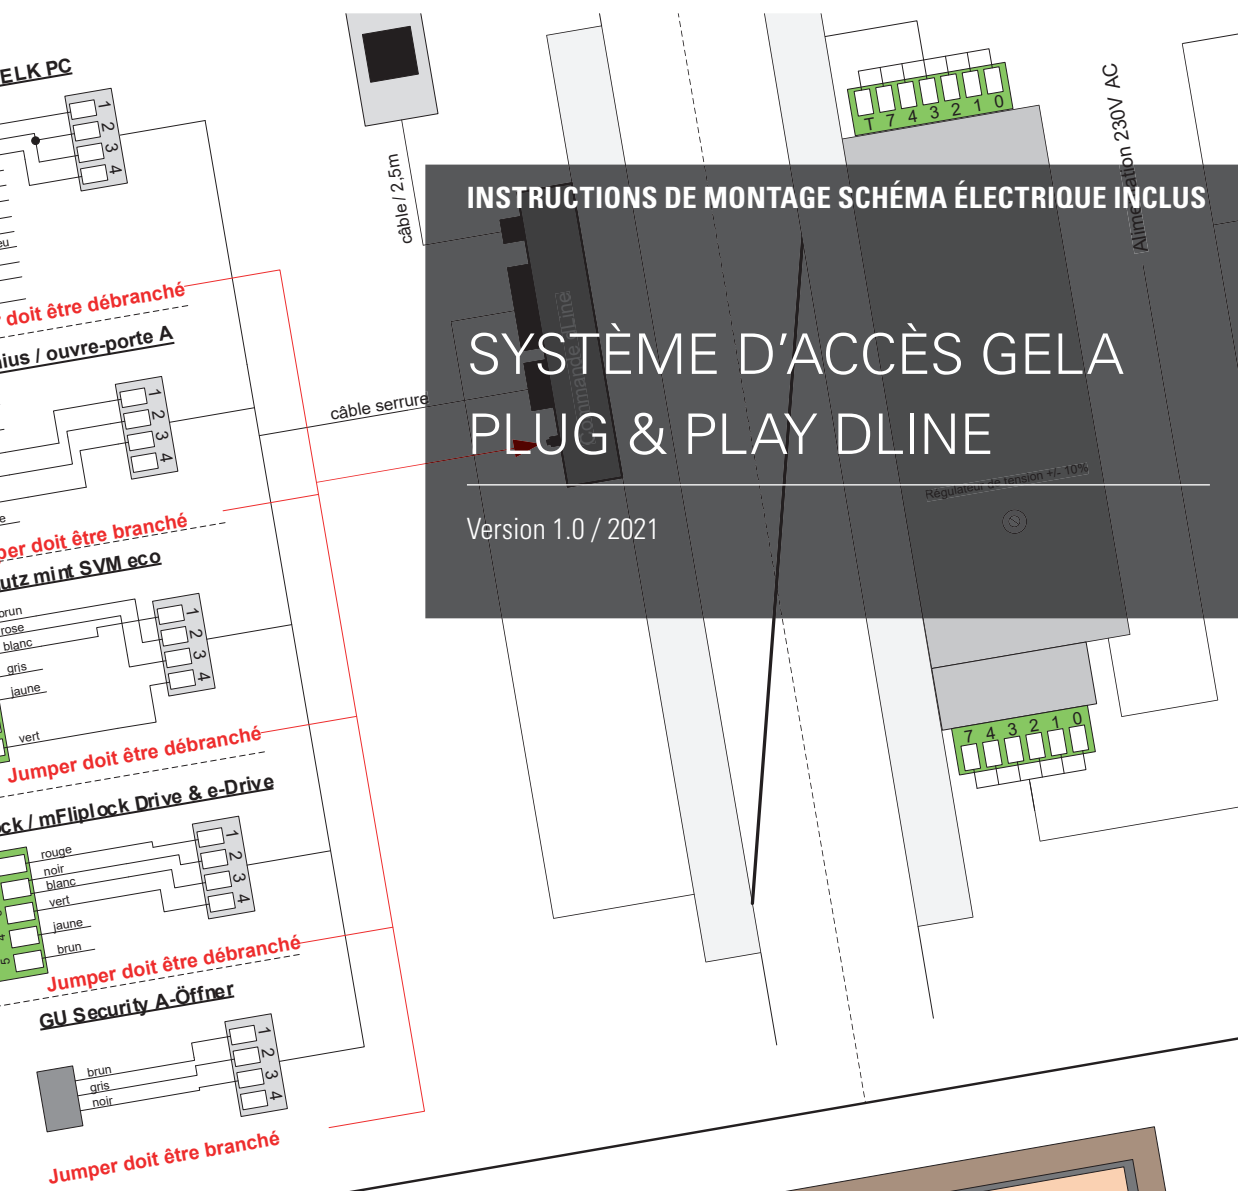 ELK PC
1
2
3
4
doit être débranché
ouvre-porte A
1
2
3
4
doit être branché
mint SVM eco
brun
rose
blanc
gris
jaune
vert
1
2
3
4
Jumper doit être débranché
/ mFliplock Drive & e-Drive
rouge
noir
blanc
vert
jaune
brun
4
5
1
2
3
4
Jumper doit être débranché
GU Security A-Öffner
brun
gris
noir
1
2
3
4
Jumper doit être branché
câble / 2,5m
câble serrure
T 7 4 3 2 1 0
Alimentation 230V AC
INSTRUCTIONS DE MONTAGE SCHÉMA ÉLECTRIQUE INCLUS
SYSTÈME D’ACCÈS GELA
PLUG & PLAY DLINE
Version 1.0 / 2021
Commande DLine
Régulateur de tension +/- 10%
7 4 3 2 1 0